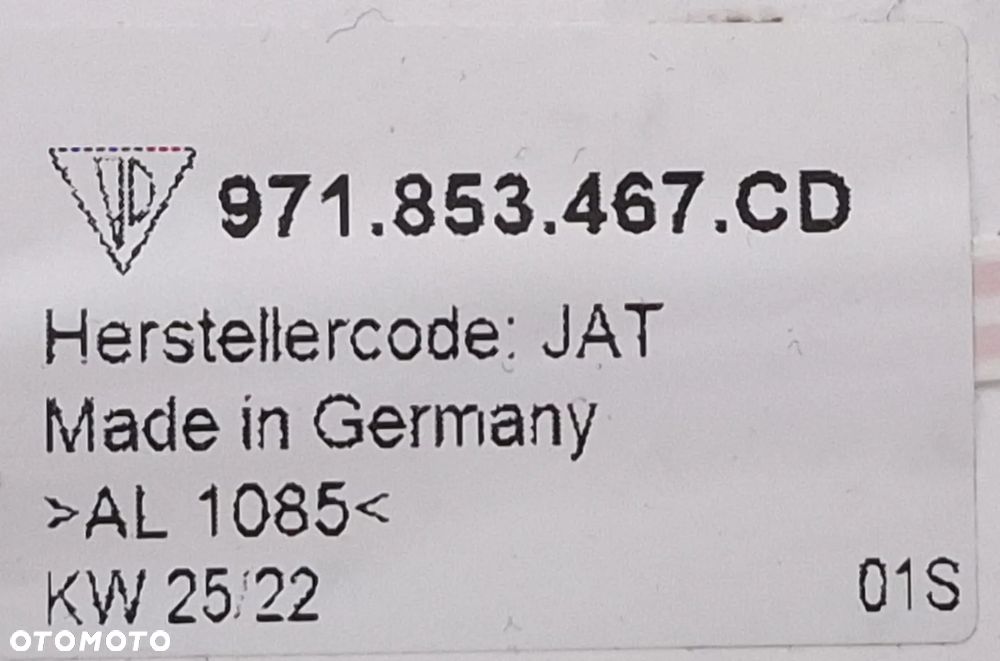 971.853.467.CD
Herstellercode: JAT
Made in Germany
>AL 1085<
KW 25/22
01S
OTOMOTO